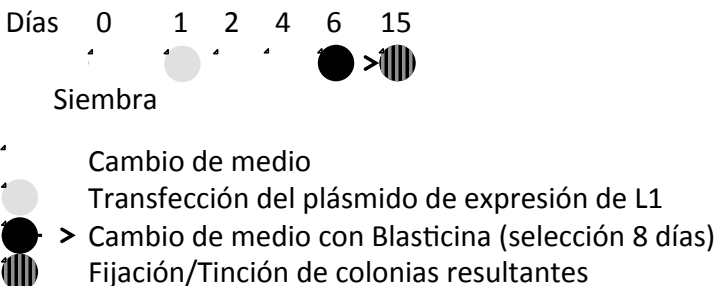 Días 0 1 2 4 6 15
>
Siembra
Cambio de medio
Transfección del plásmido de expresión de L1
> Cambio de medio con Blasticina (selección 8 días)
Fijación/Tinción de colonias resultantes